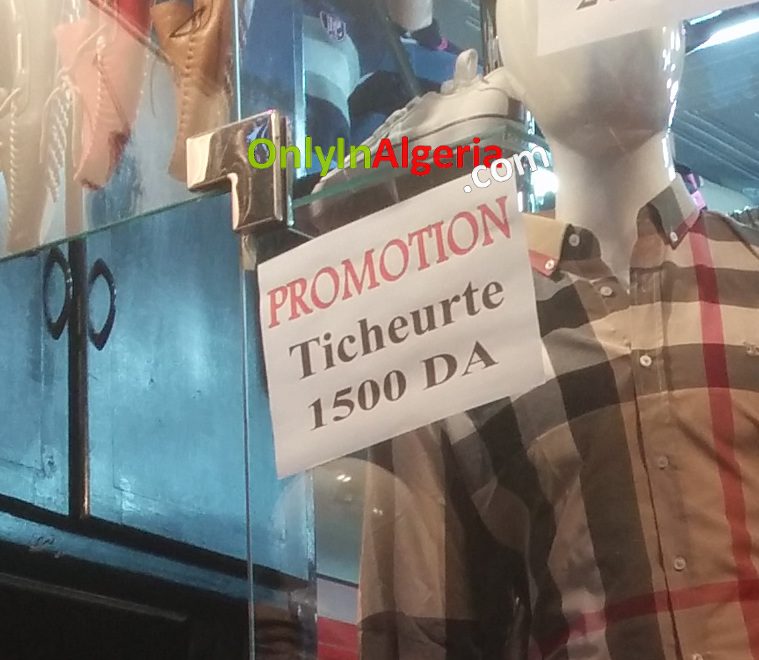 OnlyInAlgeria
.com
PROMOTION
Ticheurte
1500 DA